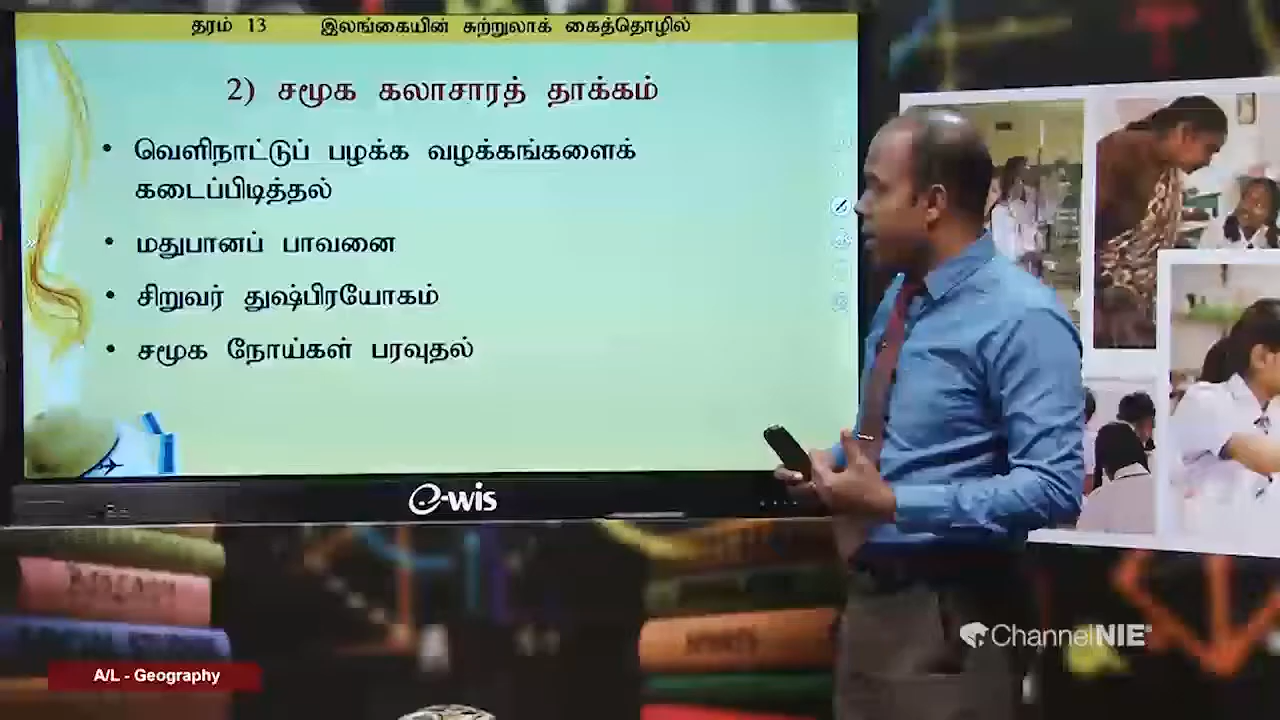 தரம் 13 இலங்கையின் சுற்றுலாக் கைத்தொழில்
2) சமூக கலாசாரத் தாக்கம்
• வெளிநாட்டுப் பழக்க வழக்கங்களைக்
கடைப்பிடித்தல்
• மதுபானப் பாவனை
• சிறுவர் துஷ்பிரயோகம்
• சமூக நோய்கள் பரவுதல்
e-wis
ChannelNIE
A/L - Geography